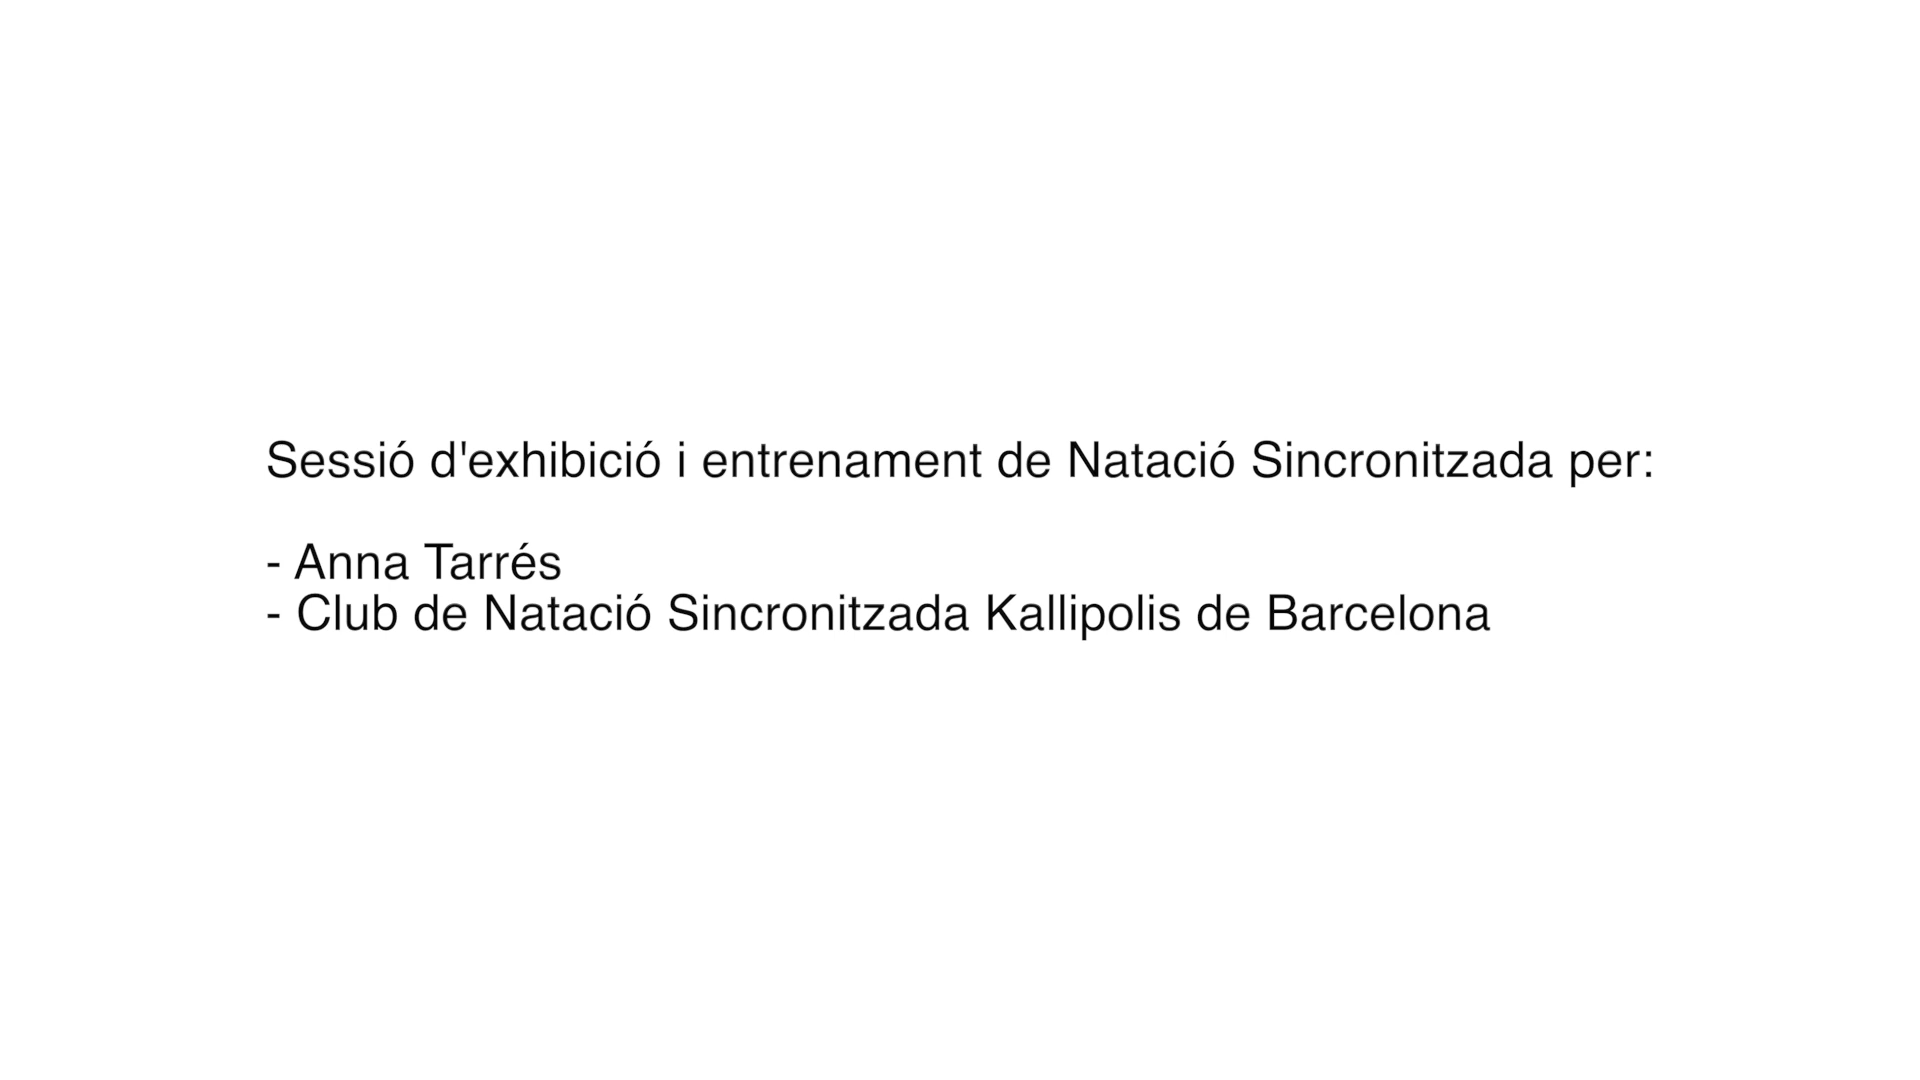 Sessió d'exhibició i entrenament de Natació Sincronitzada per:
- Anna Tarrés
- Club de Natació Sincronitzada Kallipolis de Barcelona